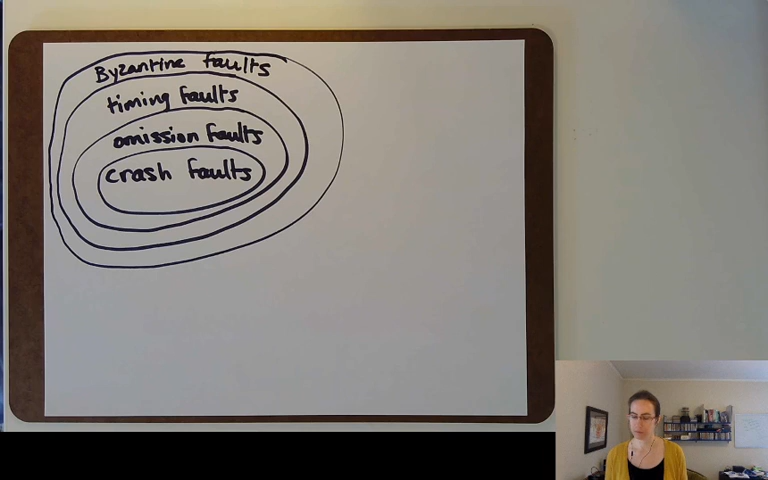 Byzantine faults
timing faults
omission faults
crash faults